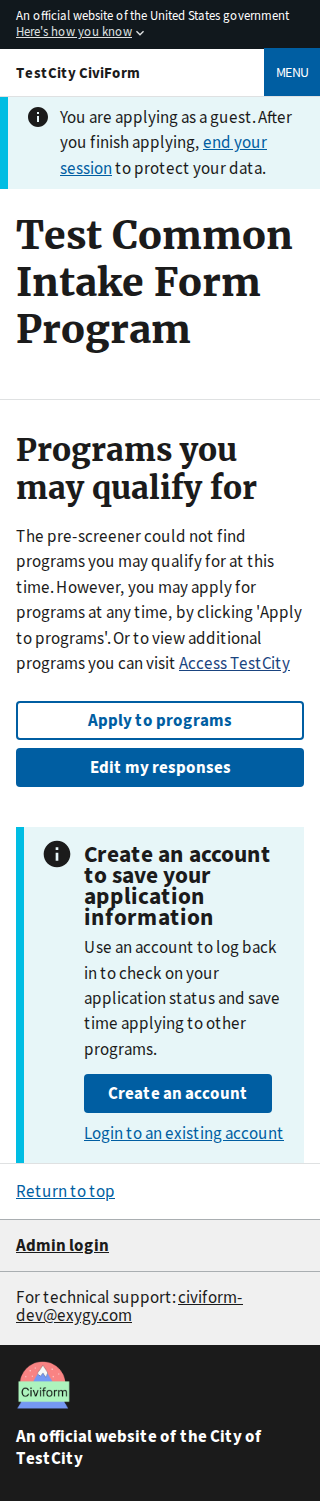 An official website of the United States government
Here's how you know
TestCity CiviForm
MENU
You are applying as a guest. After
you finish applying, end your
session to protect your data.
Test Common
Intake Form
Program
Programs you
may qualify for
The pre-screener could not find
programs you may qualify for at this
time. However, you may apply for
programs at any time, by clicking 'Apply
to programs'. Or to view additional
programs you can visit Access TestCity
Apply to programs
Edit my responses
Create an account
to save your
application
information
Use an account to log back
in to check on your
application status and save
time applying to other
programs.
Create an account
Login to an existing account
Return to top
Admin login
For technical support: civiform-
dev@exygy.com
Civiform
An official website of the City of
TestCity